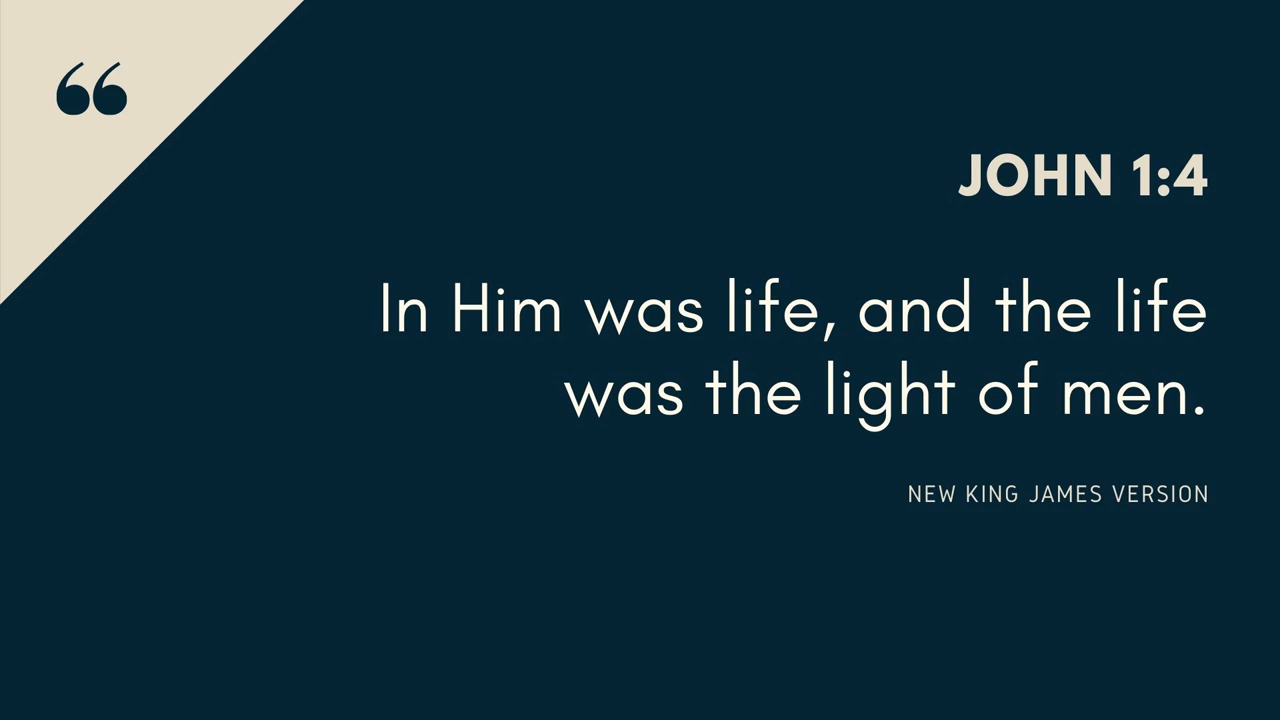 “
JOHN 1:4
In Him was life, and the life
was the light of men.
NEW KING JAMES VERSION